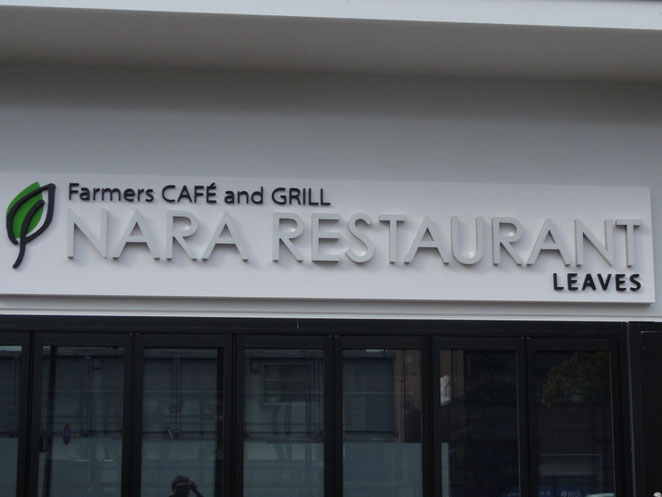 Farmers CAFÉ and GRILL
NARA RESTAURANT
LEAVES